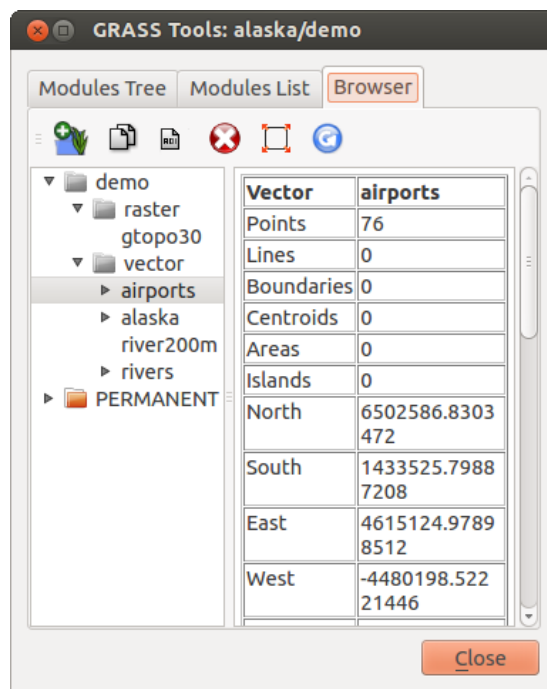 GRASS Tools: alaska/demo
Modules Tree Modules List Browser
demo
raster
gtopo30
vector
airports
alaska
river200m
rivers
PERMANENT
Vector airports
Points 76
Lines 0
Boundaries 0
Centroids 0
Areas 0
Islands 0
North 6502586.8303
472
South 1433525.7988
7208
East 4615124.9789
8512
West -4480198.522
21446
Close